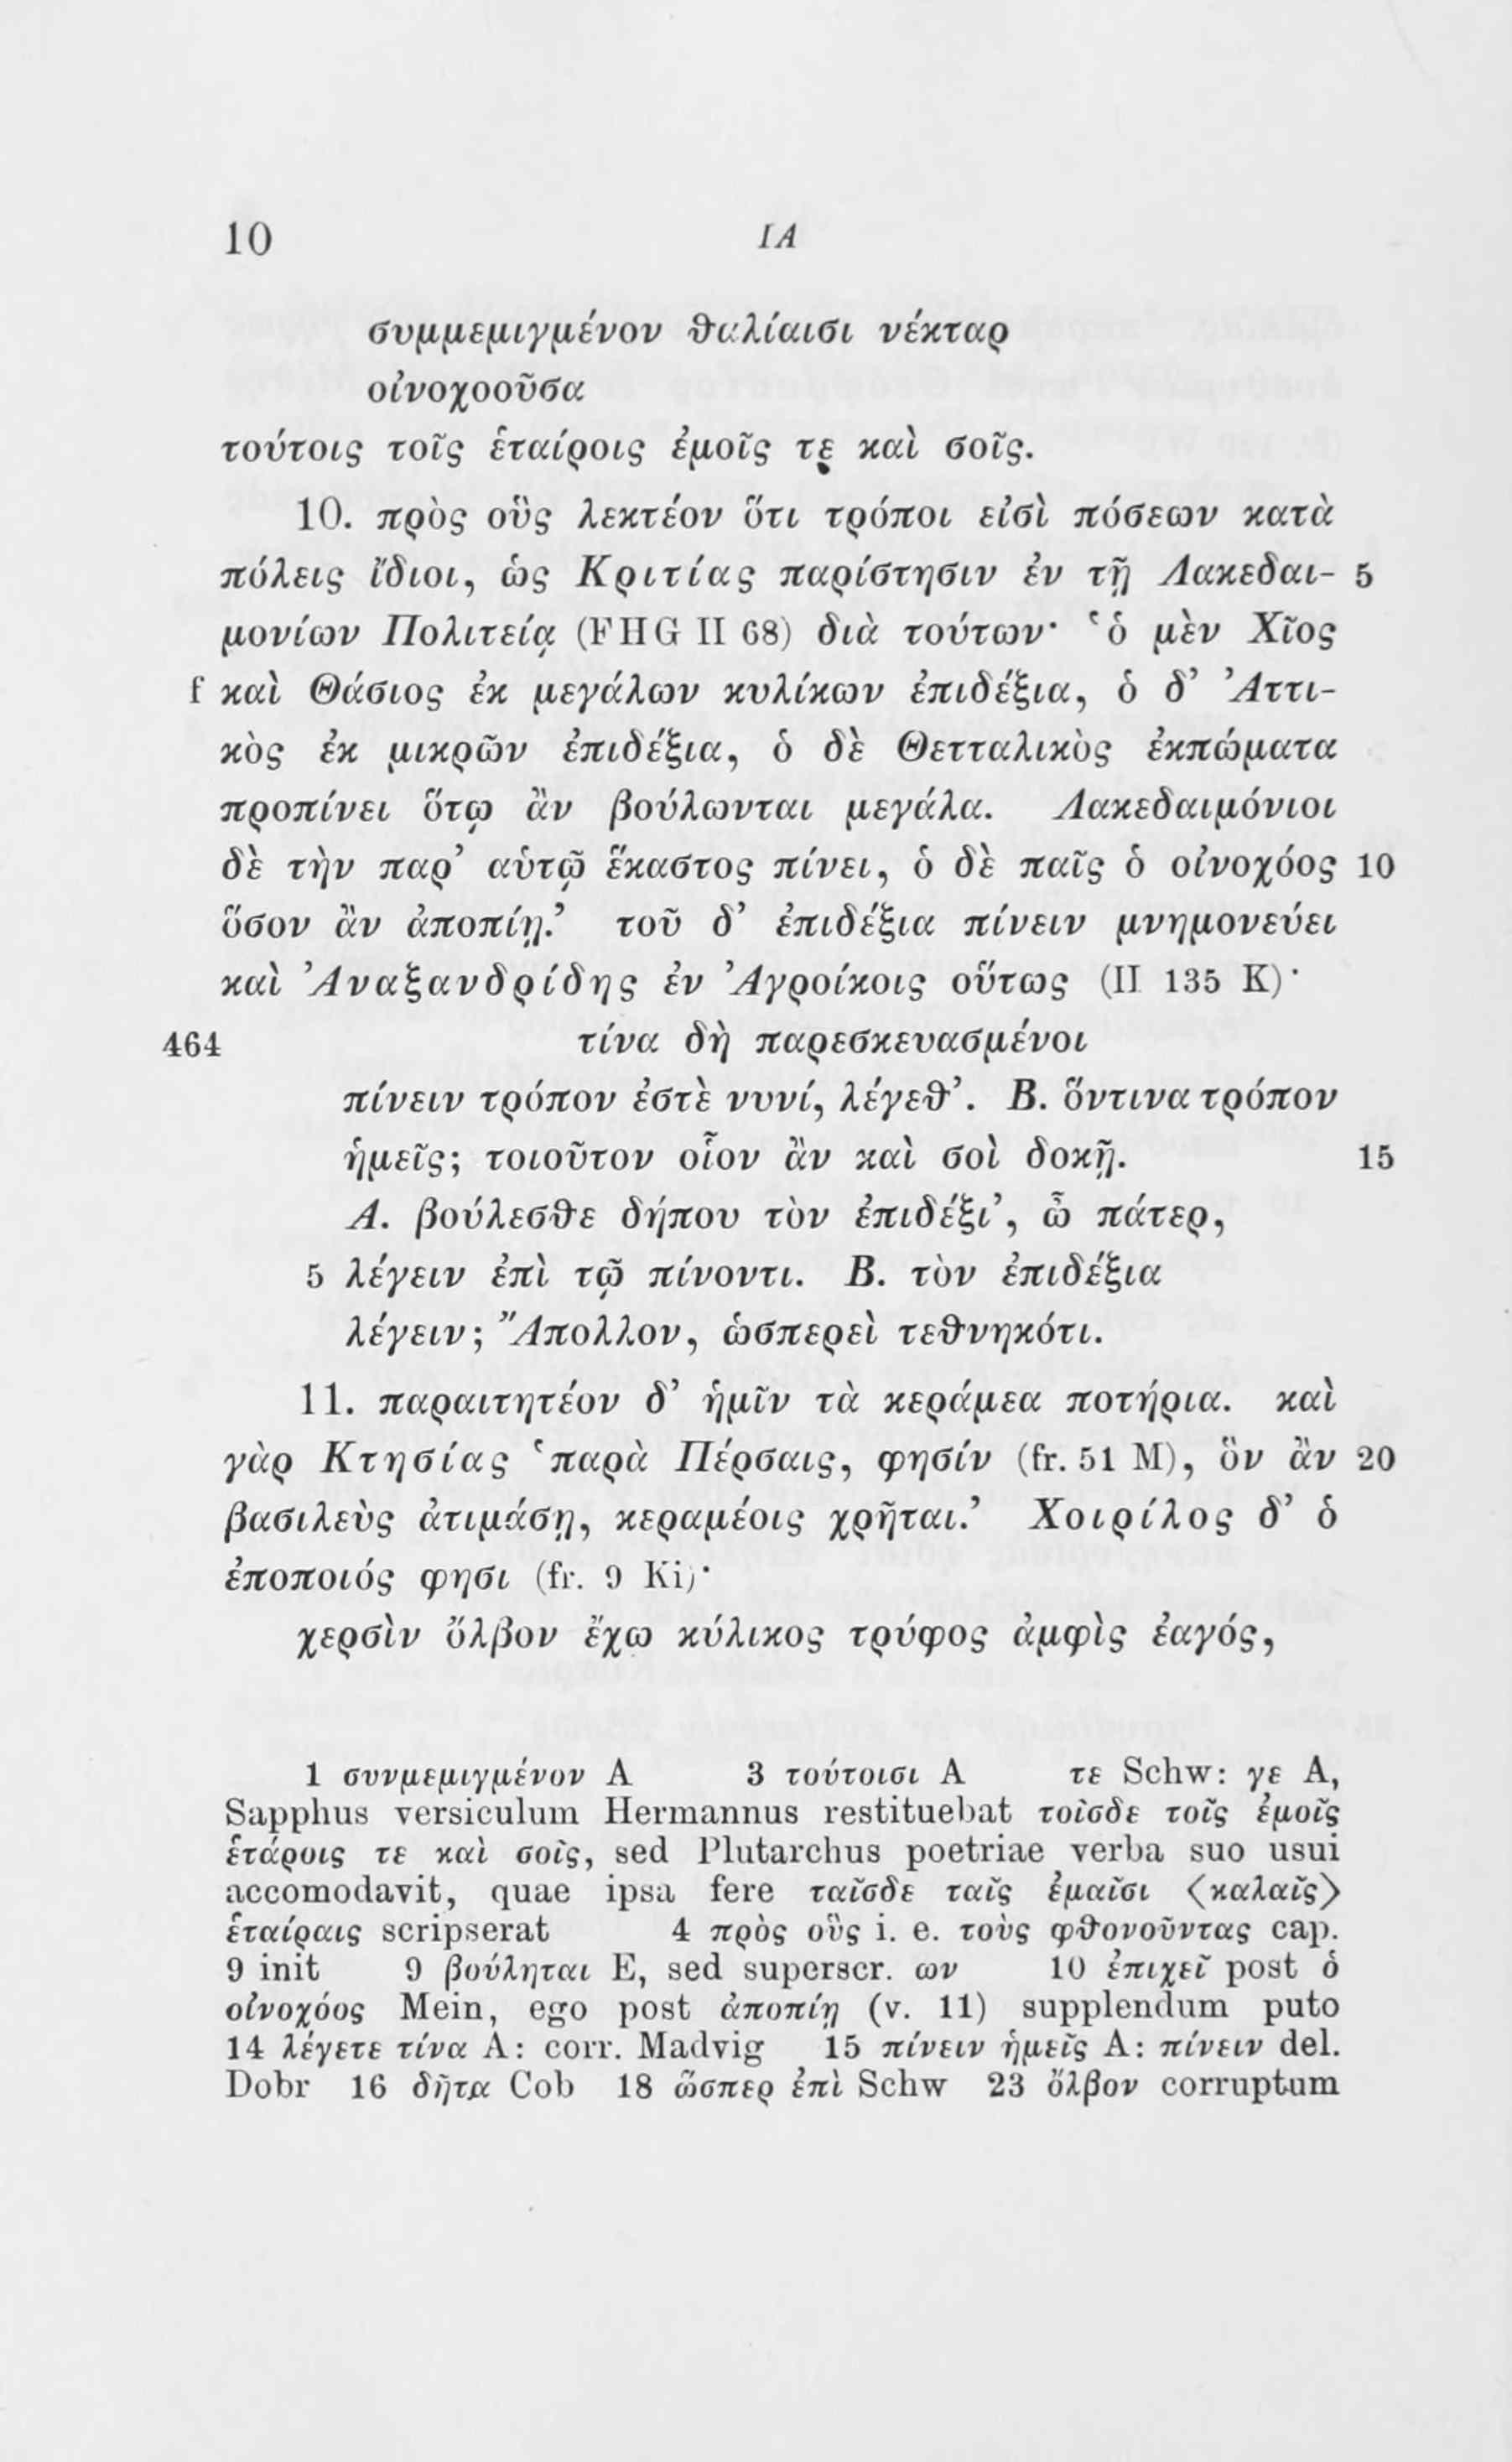 10 IA
συμμεμιγμένον θαλίαισι νέκταρ
οἰνοχοοῦσα
τούτοις τοῖς ἑταίροις ἐμοῖς τε καὶ σοῖς.
10. πρὸς οὓς λεκτέον ὅτι τρόποι εἰσὶ πόσεων κατὰ
πόλεις ἴδιοι, ὡς Κριτίας παρίστησιν ἐν τῇ Λακεδαι- 5
μονίων Πολιτείᾳ (FHG II 68) διὰ τούτων· ‘ὁ μὲν Χῖος
f καὶ Θάσιος ἐκ μεγάλων κυλίκων ἐπιδέξια, ὁ δ’ Ἀττι-
κὸς ἐκ μικρῶν ἐπιδέξια, ὁ δὲ Θετταλικὸς ἐκπώματα
προπίνει ὅτῳ ἂν βούλωνται μεγάλα. Λακεδαιμόνιοι
δὲ τὴν παρ’ αὑτῷ ἕκαστος πίνει, ὁ δὲ παῖς ὁ οἰνοχόος 10
ὅσον ἂν ἀποπίῃ.’ τοῦ δ’ ἐπιδέξια πίνειν μνημονεύει
καὶ Ἀναξανδρίδης ἐν Ἀγροίκοις οὕτως (II 135 K)·
464 τίνα δὴ παρεσκευασμένοι
πίνειν τρόπον ἐστὲ νυνί, λέγεθ’. B. ὅντινα τρόπον
ἡμεῖς; τοιοῦτον οἷον ἂν καὶ σοὶ δοκῇ. 15
A. βούλεσθε δήπου τὸν ἐπιδέξι’, ὦ πάτερ,
5 λέγειν ἐπὶ τῷ πίνοντι. B. τὸν ἐπιδέξια
λέγειν; Ἄπολλον, ὡσπερεὶ τεθνηκότι.
11. παραιτητέον δ’ ἡμῖν τὰ κεράμεα ποτήρια. καὶ
γὰρ Κτησίας ‘παρὰ Πέρσαις, φησίν (fr. 51 M), ὃν ἂν 20
βασιλεὺς ἀτιμάσῃ, κεραμέοις χρῆται.’ Χοιρίλος δ’ ὁ
ἐποποιός φησι (fr. 9 Ki)·
χερσὶν ὄλβον ἔχω κύλικος τρύφος ἀμφὶς ἐαγός,
1 συνμεμιγμένον A 3 τούτοισι A τε Schw: γε A,
Sapphus versiculum Hermannus restituebat τοῖσδε τοῖς ἐμοῖς
ἑτάροις τε καὶ σοῖς, sed Plutarchus poetriae verba suo usui
accomodavit, quae ipsa fere ταῖσδε ταῖς ἐμαῖσι ⟨καλαῖς⟩
ἑταίραις scripserat 4 πρὸς οὓς i. e. τοὺς φθονοῦντας cap.
9 init 9 βούληται E, sed superscr. ων 10 ἐπιχεῖ post ὁ
οἰνοχόος Mein, ego post ἀποπίῃ (v. 11) supplendum puto
14 λέγετε τίνα A: corr. Madvig 15 πίνειν ἡμεῖς A: πίνειν del.
Dobr 16 δῆτα Cob 18 ὥσπερ ἐπὶ Schw 23 ὄλβον corruptum